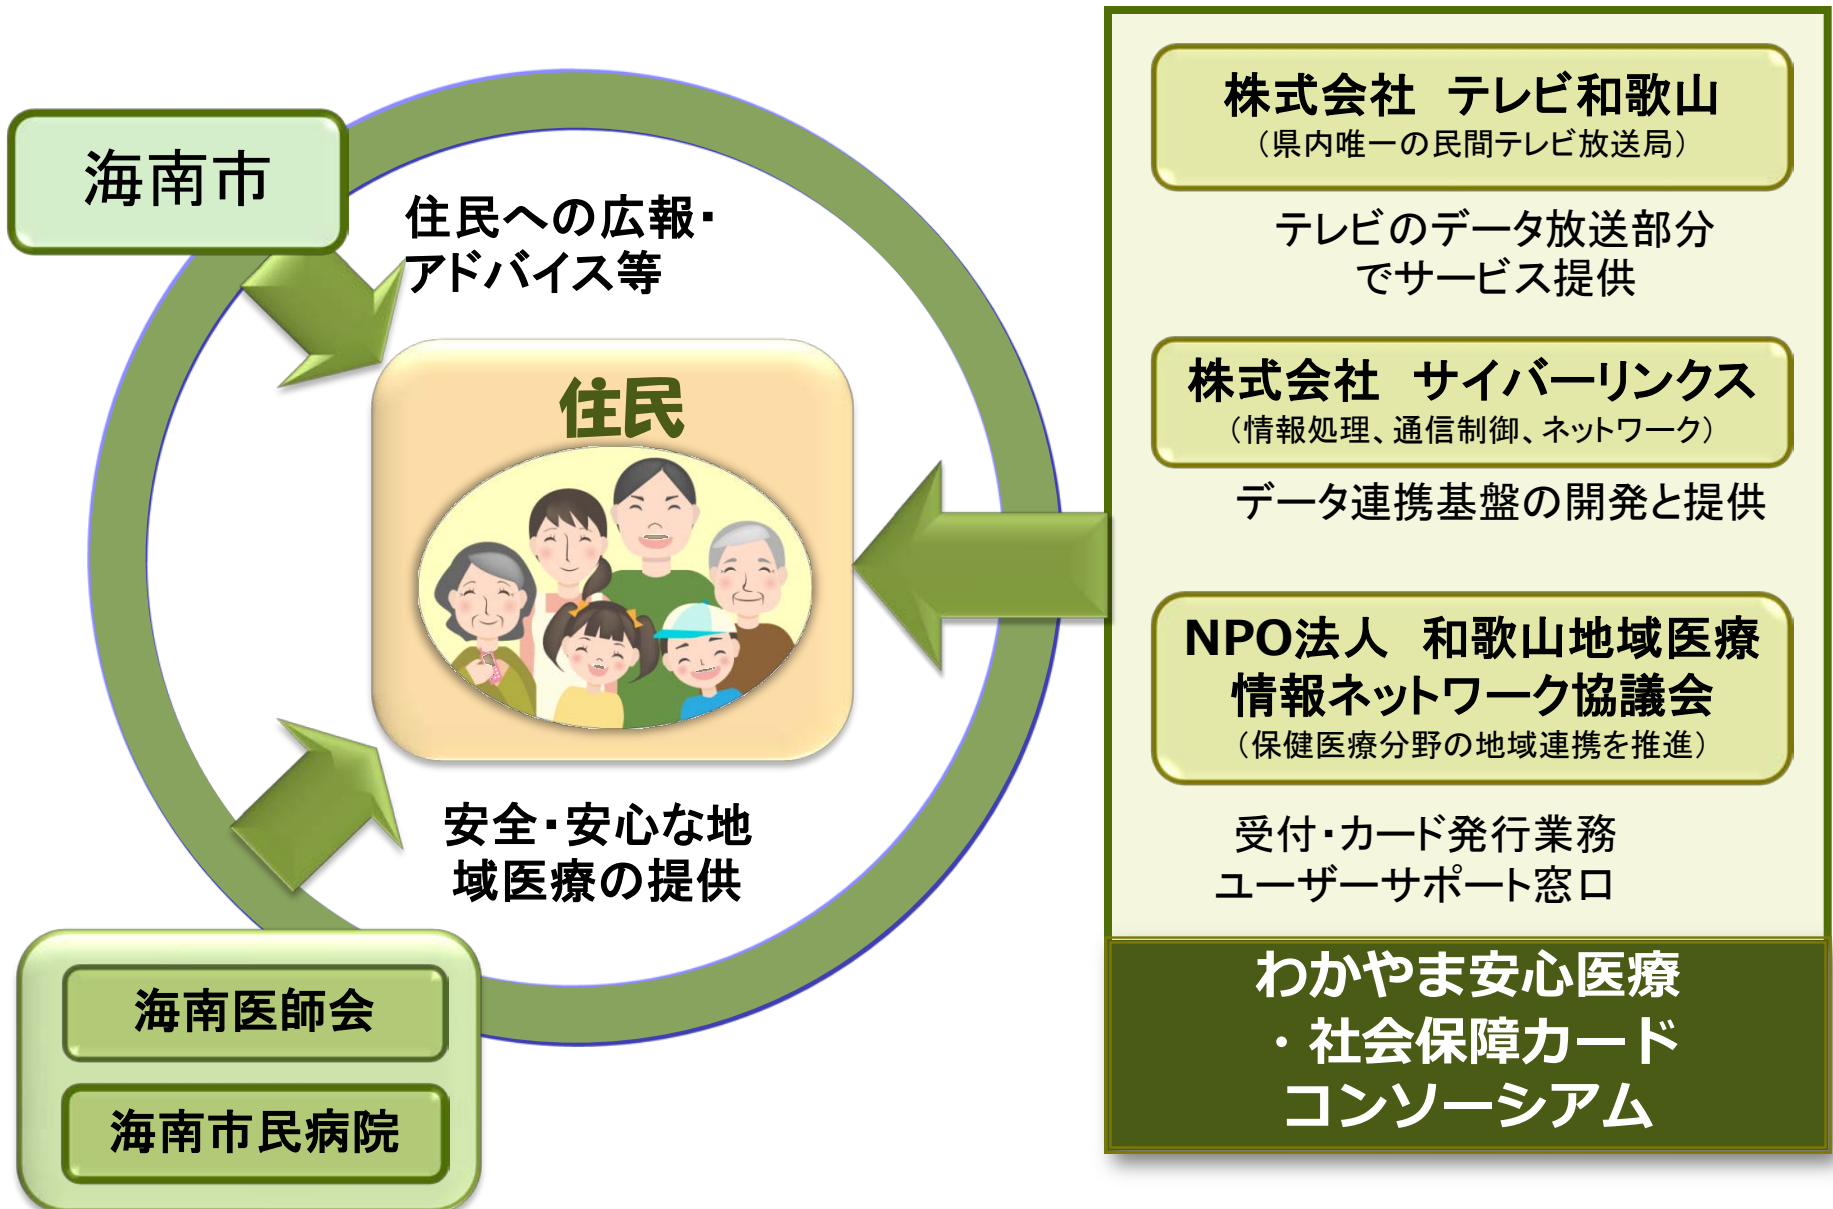 海南市
住民への広報・
アドバイス等
住民
安全・安心な地
域医療の提供
海南医師会
海南市民病院
株式会社　テレビ和歌山
（県内唯一の民間テレビ放送局）
テレビのデータ放送部分
でサービス提供
株式会社　サイバーリンクス
（情報処理、通信制御、ネットワーク）
データ連携基盤の開発と提供
NPO法人　和歌山地域医療
情報ネットワーク協議会
（保健医療分野の地域連携を推進）
受付・カード発行業務
ユーザーサポート窓口
わかやま安心医療
・社会保障カード
コンソーシアム